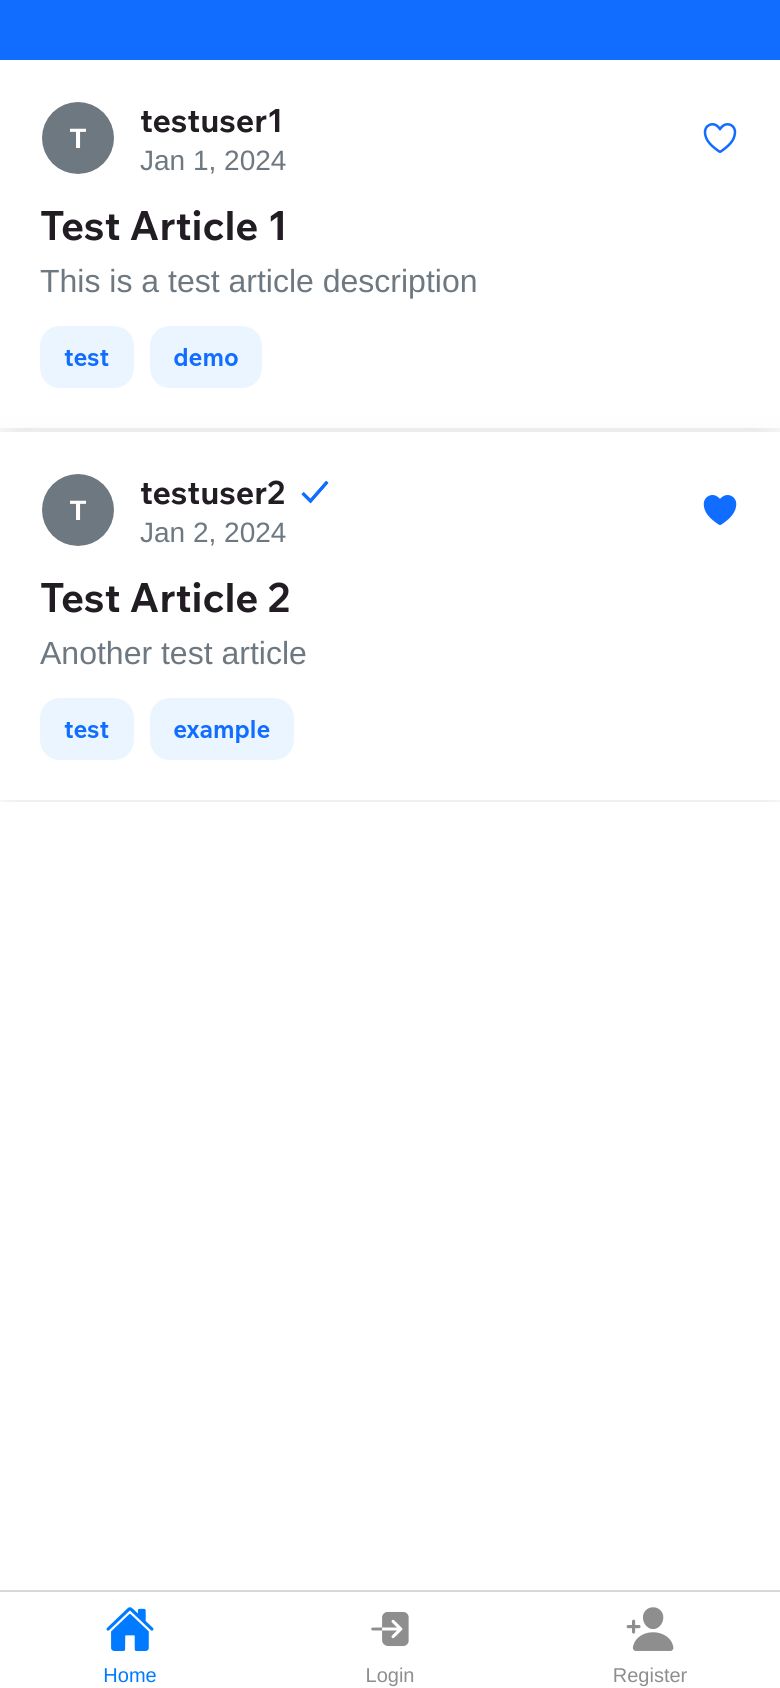 T
testuser1
Jan 1, 2024
Test Article 1
This is a test article description
test demo
T
testuser2
Jan 2, 2024
Test Article 2
Another test article
test example
Home Login Register